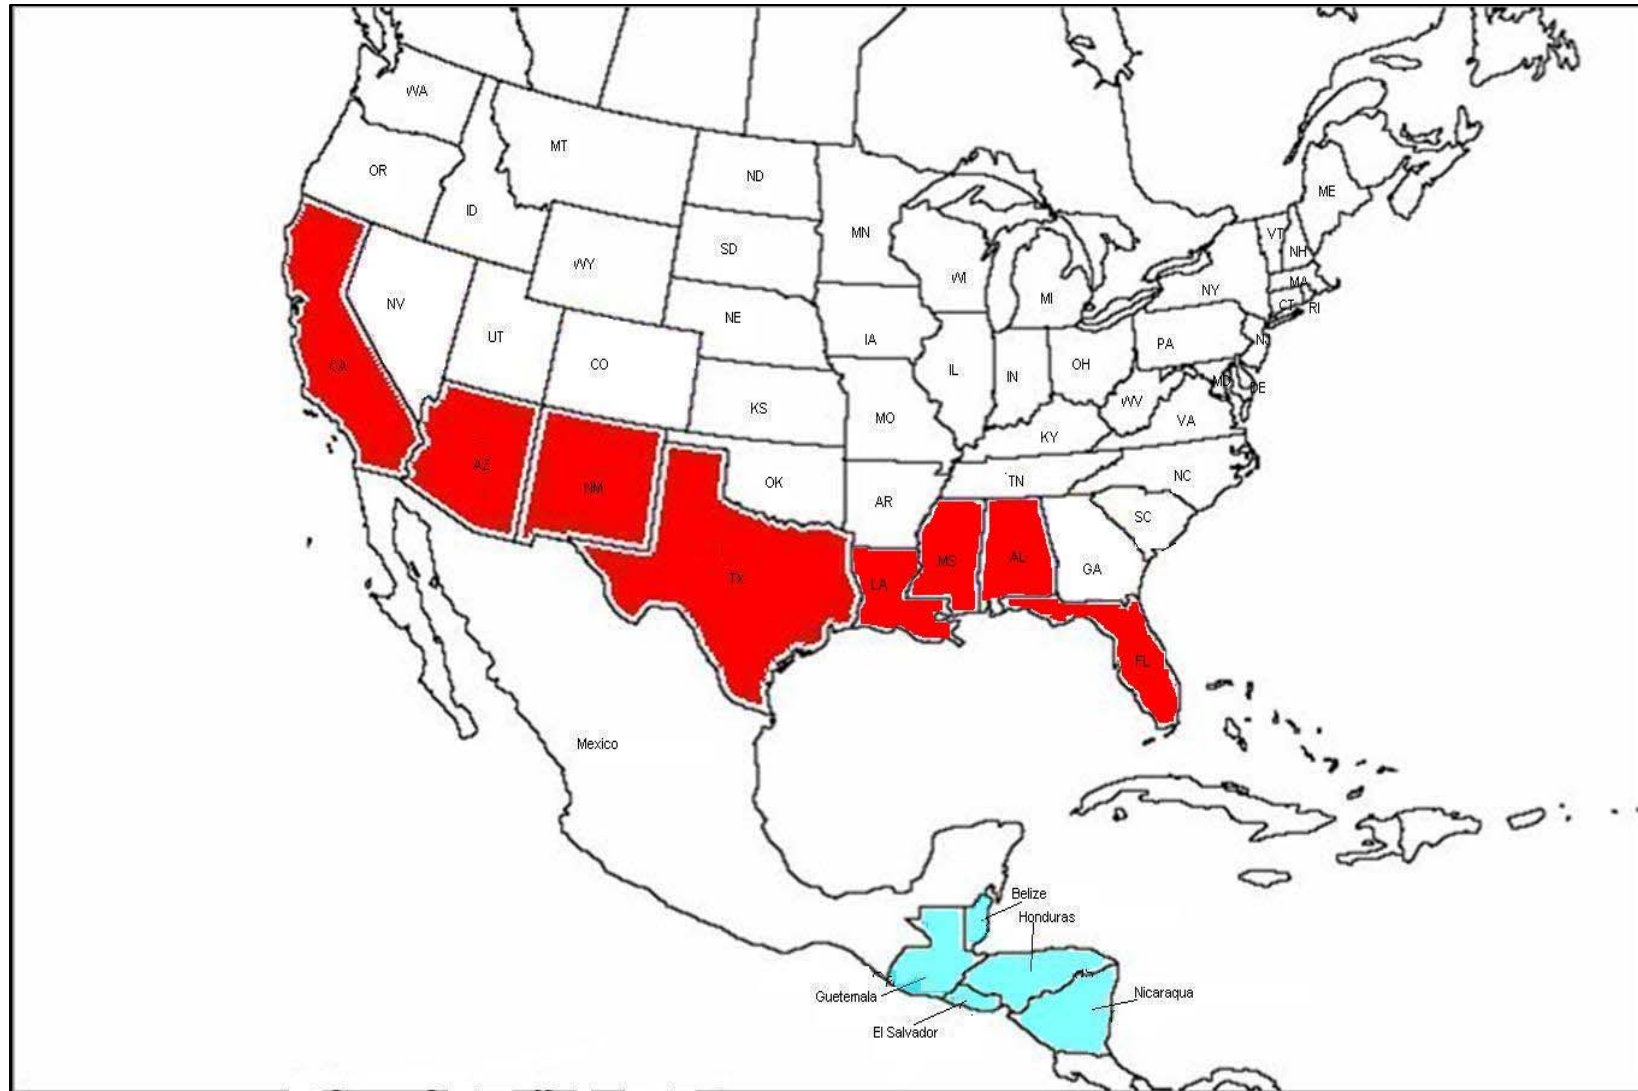 WA
MT
ND
OR
ID
MN
ME
SD
WY
VT
NH
WI
MI
NY
MA
CT
RI
NV
NE
UT
IA
CO
CA
PA
NJ
OH
IL
IN
MD
DE
KS
MO
WV
VA
KY
AZ
NM
OK
TN
NC
AR
SC
TX
LA
MS
AL
GA
FL
Mexico
Belize
Honduras
Guetemala
Nicaraqua
El Salvador